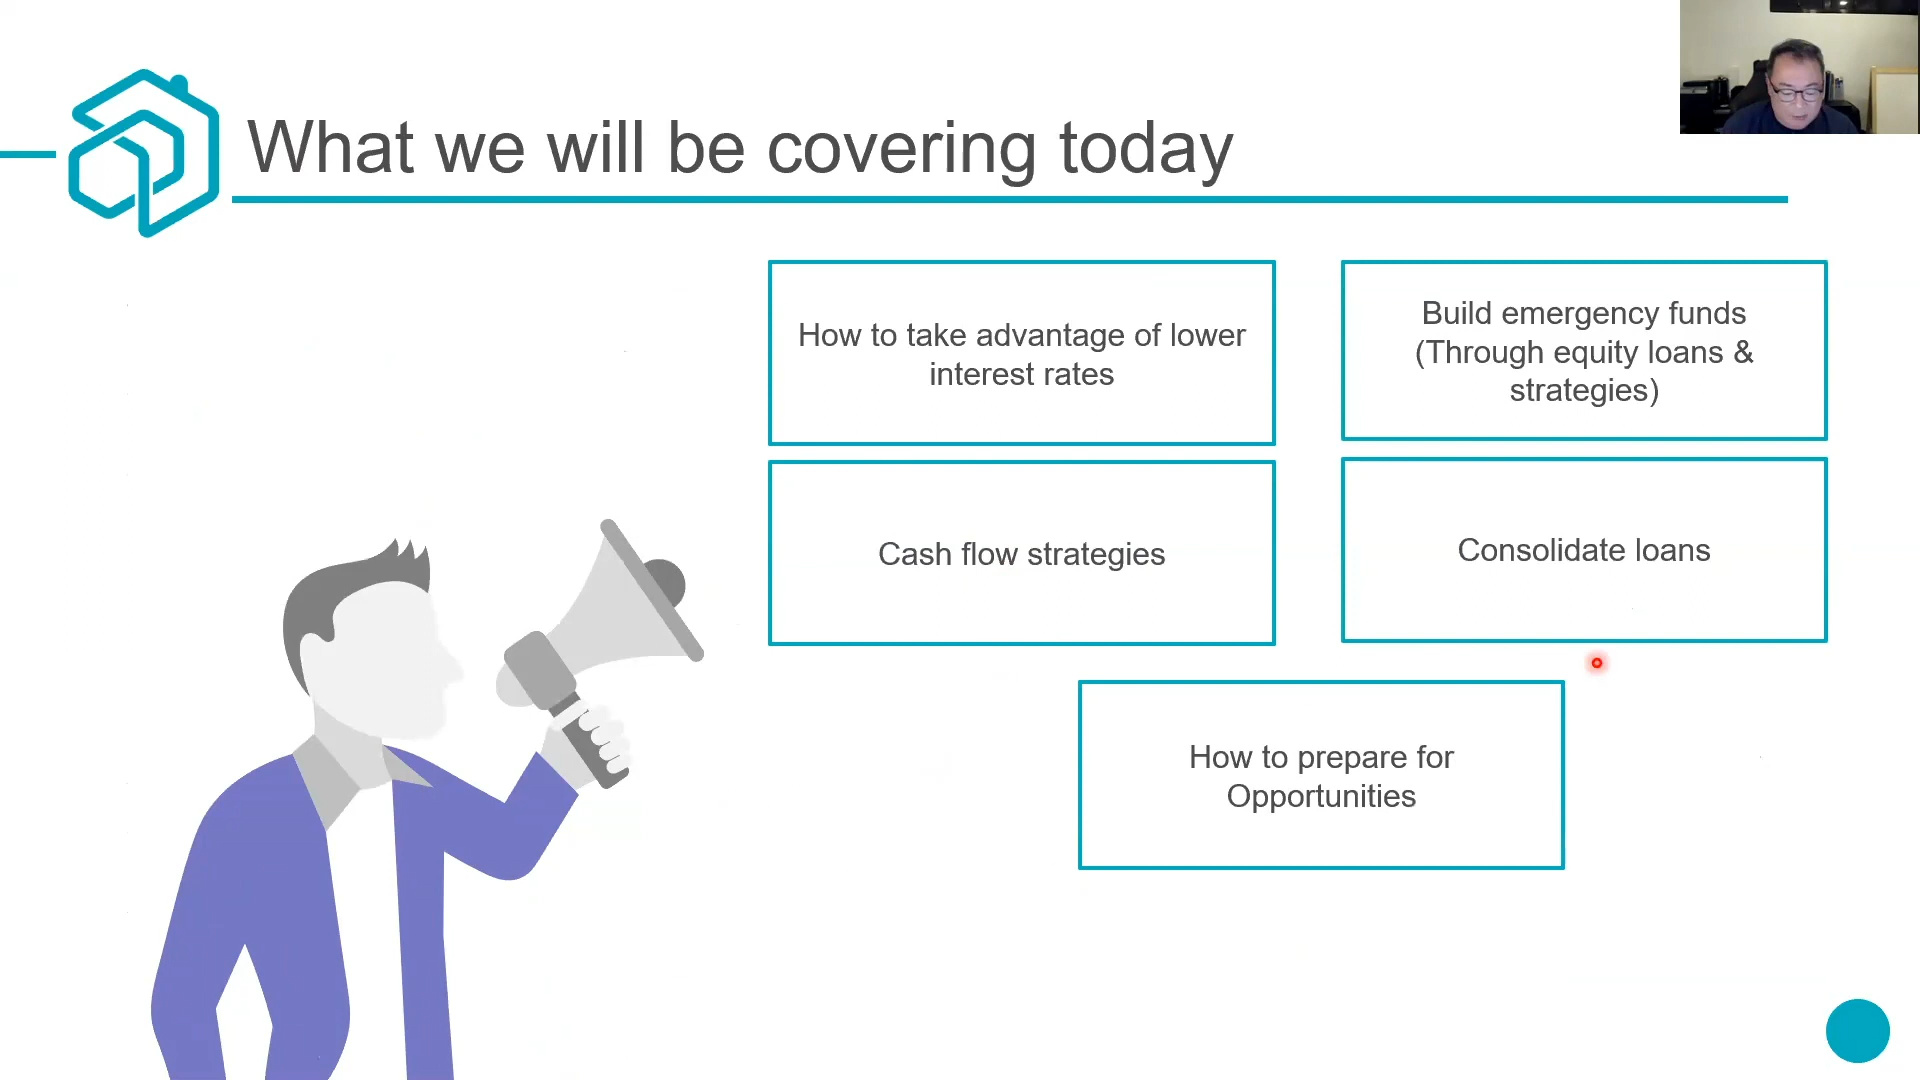 What we will be covering today
How to take advantage of lower
interest rates
Build emergency funds
(Through equity loans &
strategies)
Cash flow strategies
Consolidate loans
How to prepare for
Opportunities